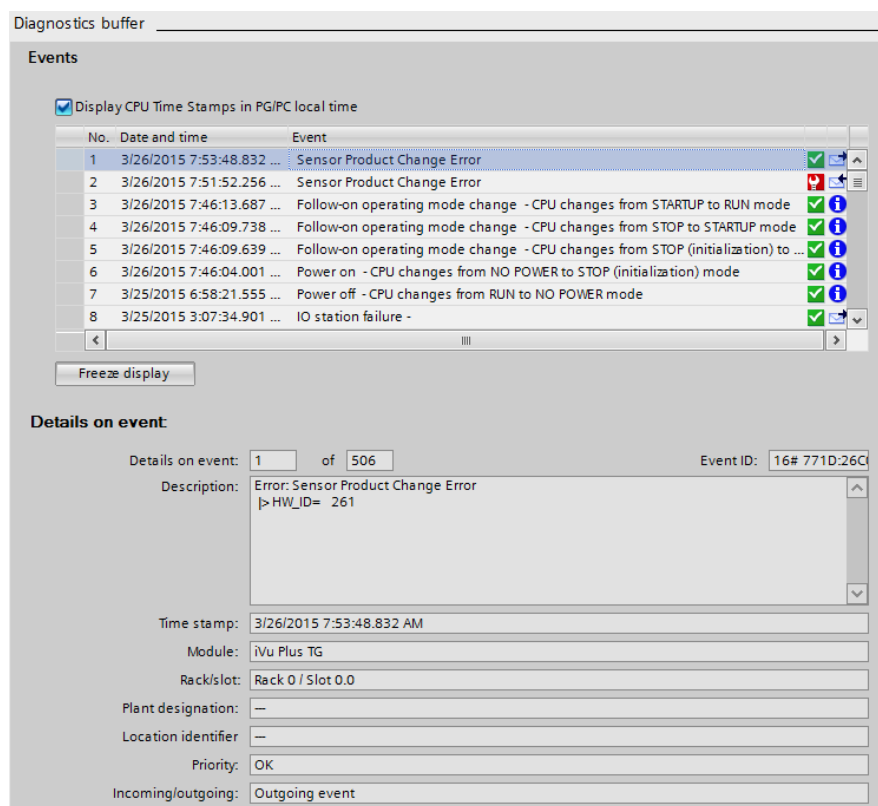 Diagnostics buffer
Events
Display CPU Time Stamps in PG/PC local time
No. Date and time Event
1 3/26/2015 7:53:48.832 ... Sensor Product Change Error
2 3/26/2015 7:51:52.256 ... Sensor Product Change Error
3 3/26/2015 7:46:13.687 ... Follow-on operating mode change - CPU changes from STARTUP to RUN mode
4 3/26/2015 7:46:09.738 ... Follow-on operating mode change - CPU changes from STOP to STARTUP mode
5 3/26/2015 7:46:09.639 ... Follow-on operating mode change - CPU changes from STOP (initialization) to ...
6 3/26/2015 7:46:04.001 ... Power on - CPU changes from NO POWER to STOP (initialization) mode
7 3/25/2015 6:58:21.555 ... Power off - CPU changes from RUN to NO POWER mode
8 3/25/2015 3:07:34.901 ... IO station failure -
Freeze display
Details on event:
Details on event: 1 of 506 Event ID: 16# 771D:26C
Description: Error: Sensor Product Change Error
|> HW_ID= 261
Time stamp: 3/26/2015 7:53:48.832 AM
Module: iVu Plus TG
Rack/slot: Rack 0 / Slot 0.0
Plant designation: —
Location identifier —
Priority: OK
Incoming/outgoing: Outgoing event